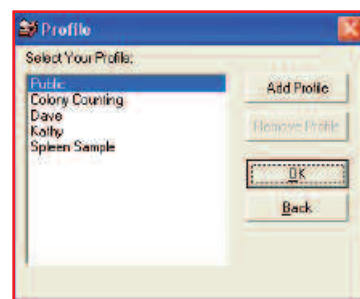 Profile
Select Your Profile:
Public
Colony Counting
Dave
Kathy
Spleen Sample
Add Profile
Remove Profile
OK
Back